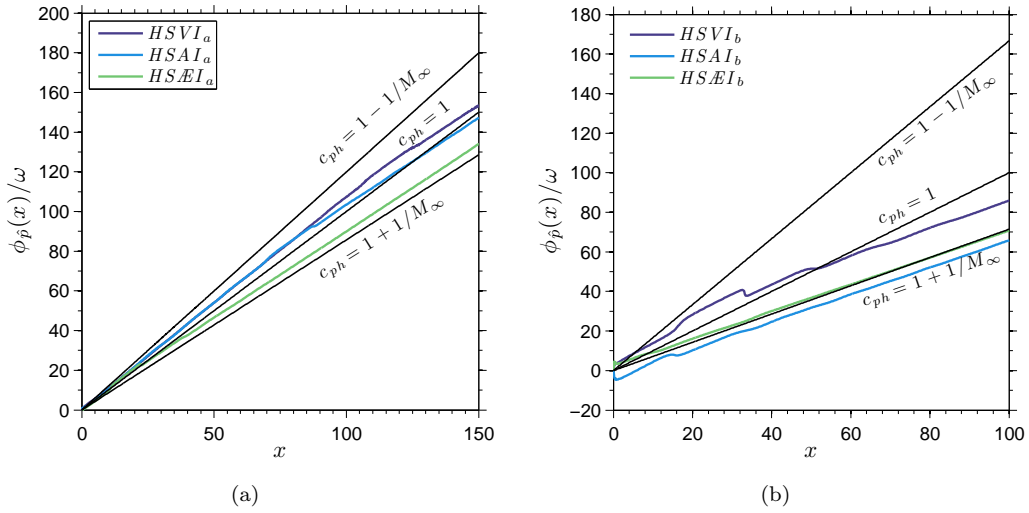 200
180
160
140
120
100
80
60
40
20
0
0
50
100
150
x
ϕ_p̂(x)/ω
HSVI_a
HSAI_a
HSÆI_a
c_ph = 1 − 1/M_∞
c_ph = 1
c_ph = 1 + 1/M_∞
(a)
180
160
140
120
100
80
60
40
20
0
−20
0
20
40
60
80
100
x
ϕ_p̂(x)/ω
HSVI_b
HSAI_b
HSÆI_b
c_ph = 1 − 1/M_∞
c_ph = 1
c_ph = 1 + 1/M_∞
(b)